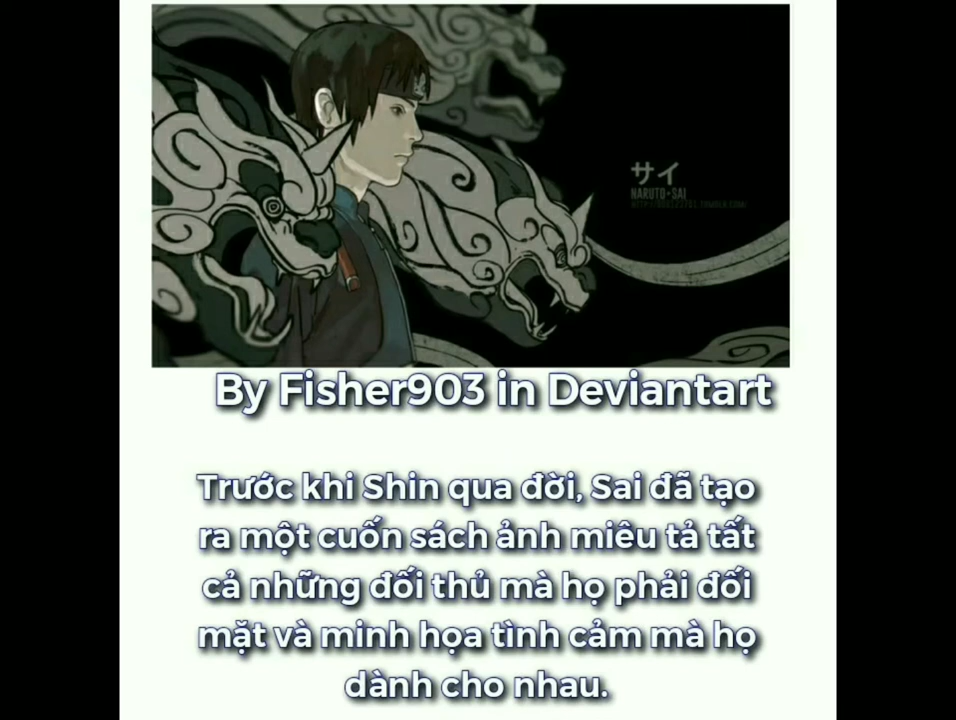 サイ
NARUTO•SAI
By Fisher903 in Deviantart
Trước khi Shin qua đời, Sai đã tạo
ra một cuốn sách ảnh miêu tả tất
cả những đối thủ mà họ phải đối
mặt và minh họa tình cảm mà họ
dành cho nhau.